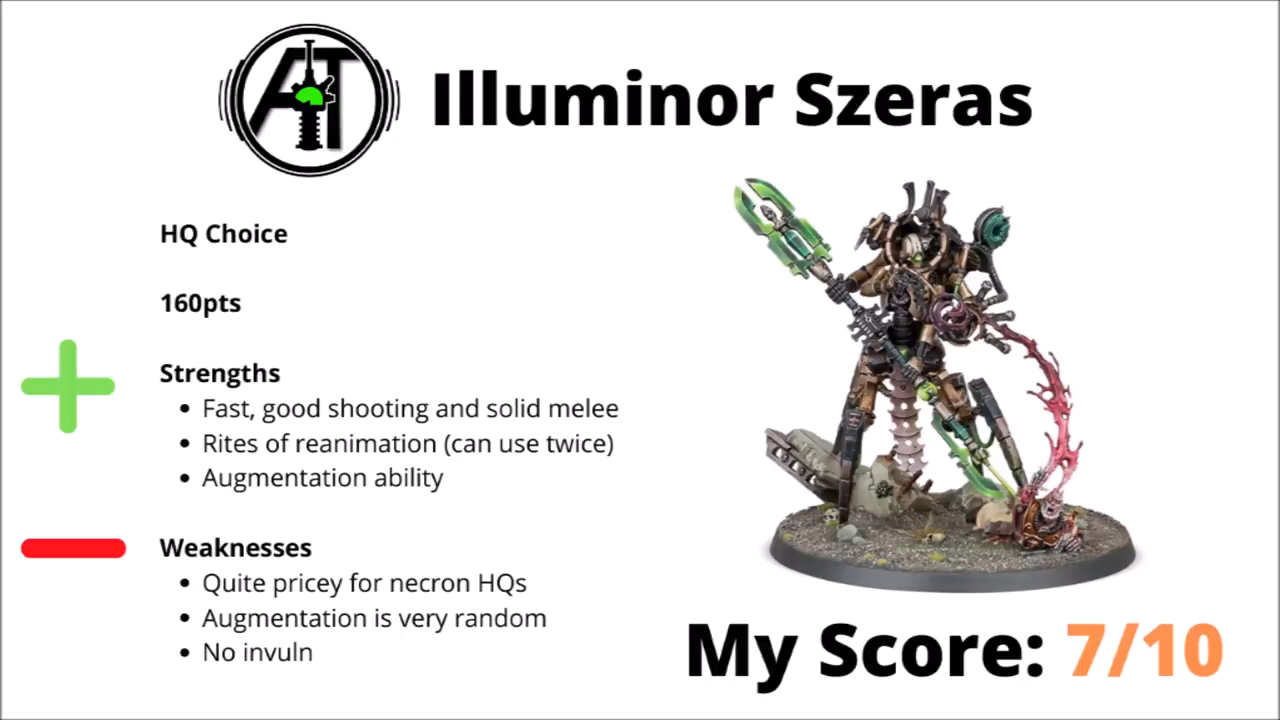 AT
Illuminor Szeras
HQ Choice
160pts
Strengths
• Fast, good shooting and solid melee
• Rites of reanimation (can use twice)
• Augmentation ability
Weaknesses
• Quite pricey for necron HQs
• Augmentation is very random
• No invuln
My Score: 7/10